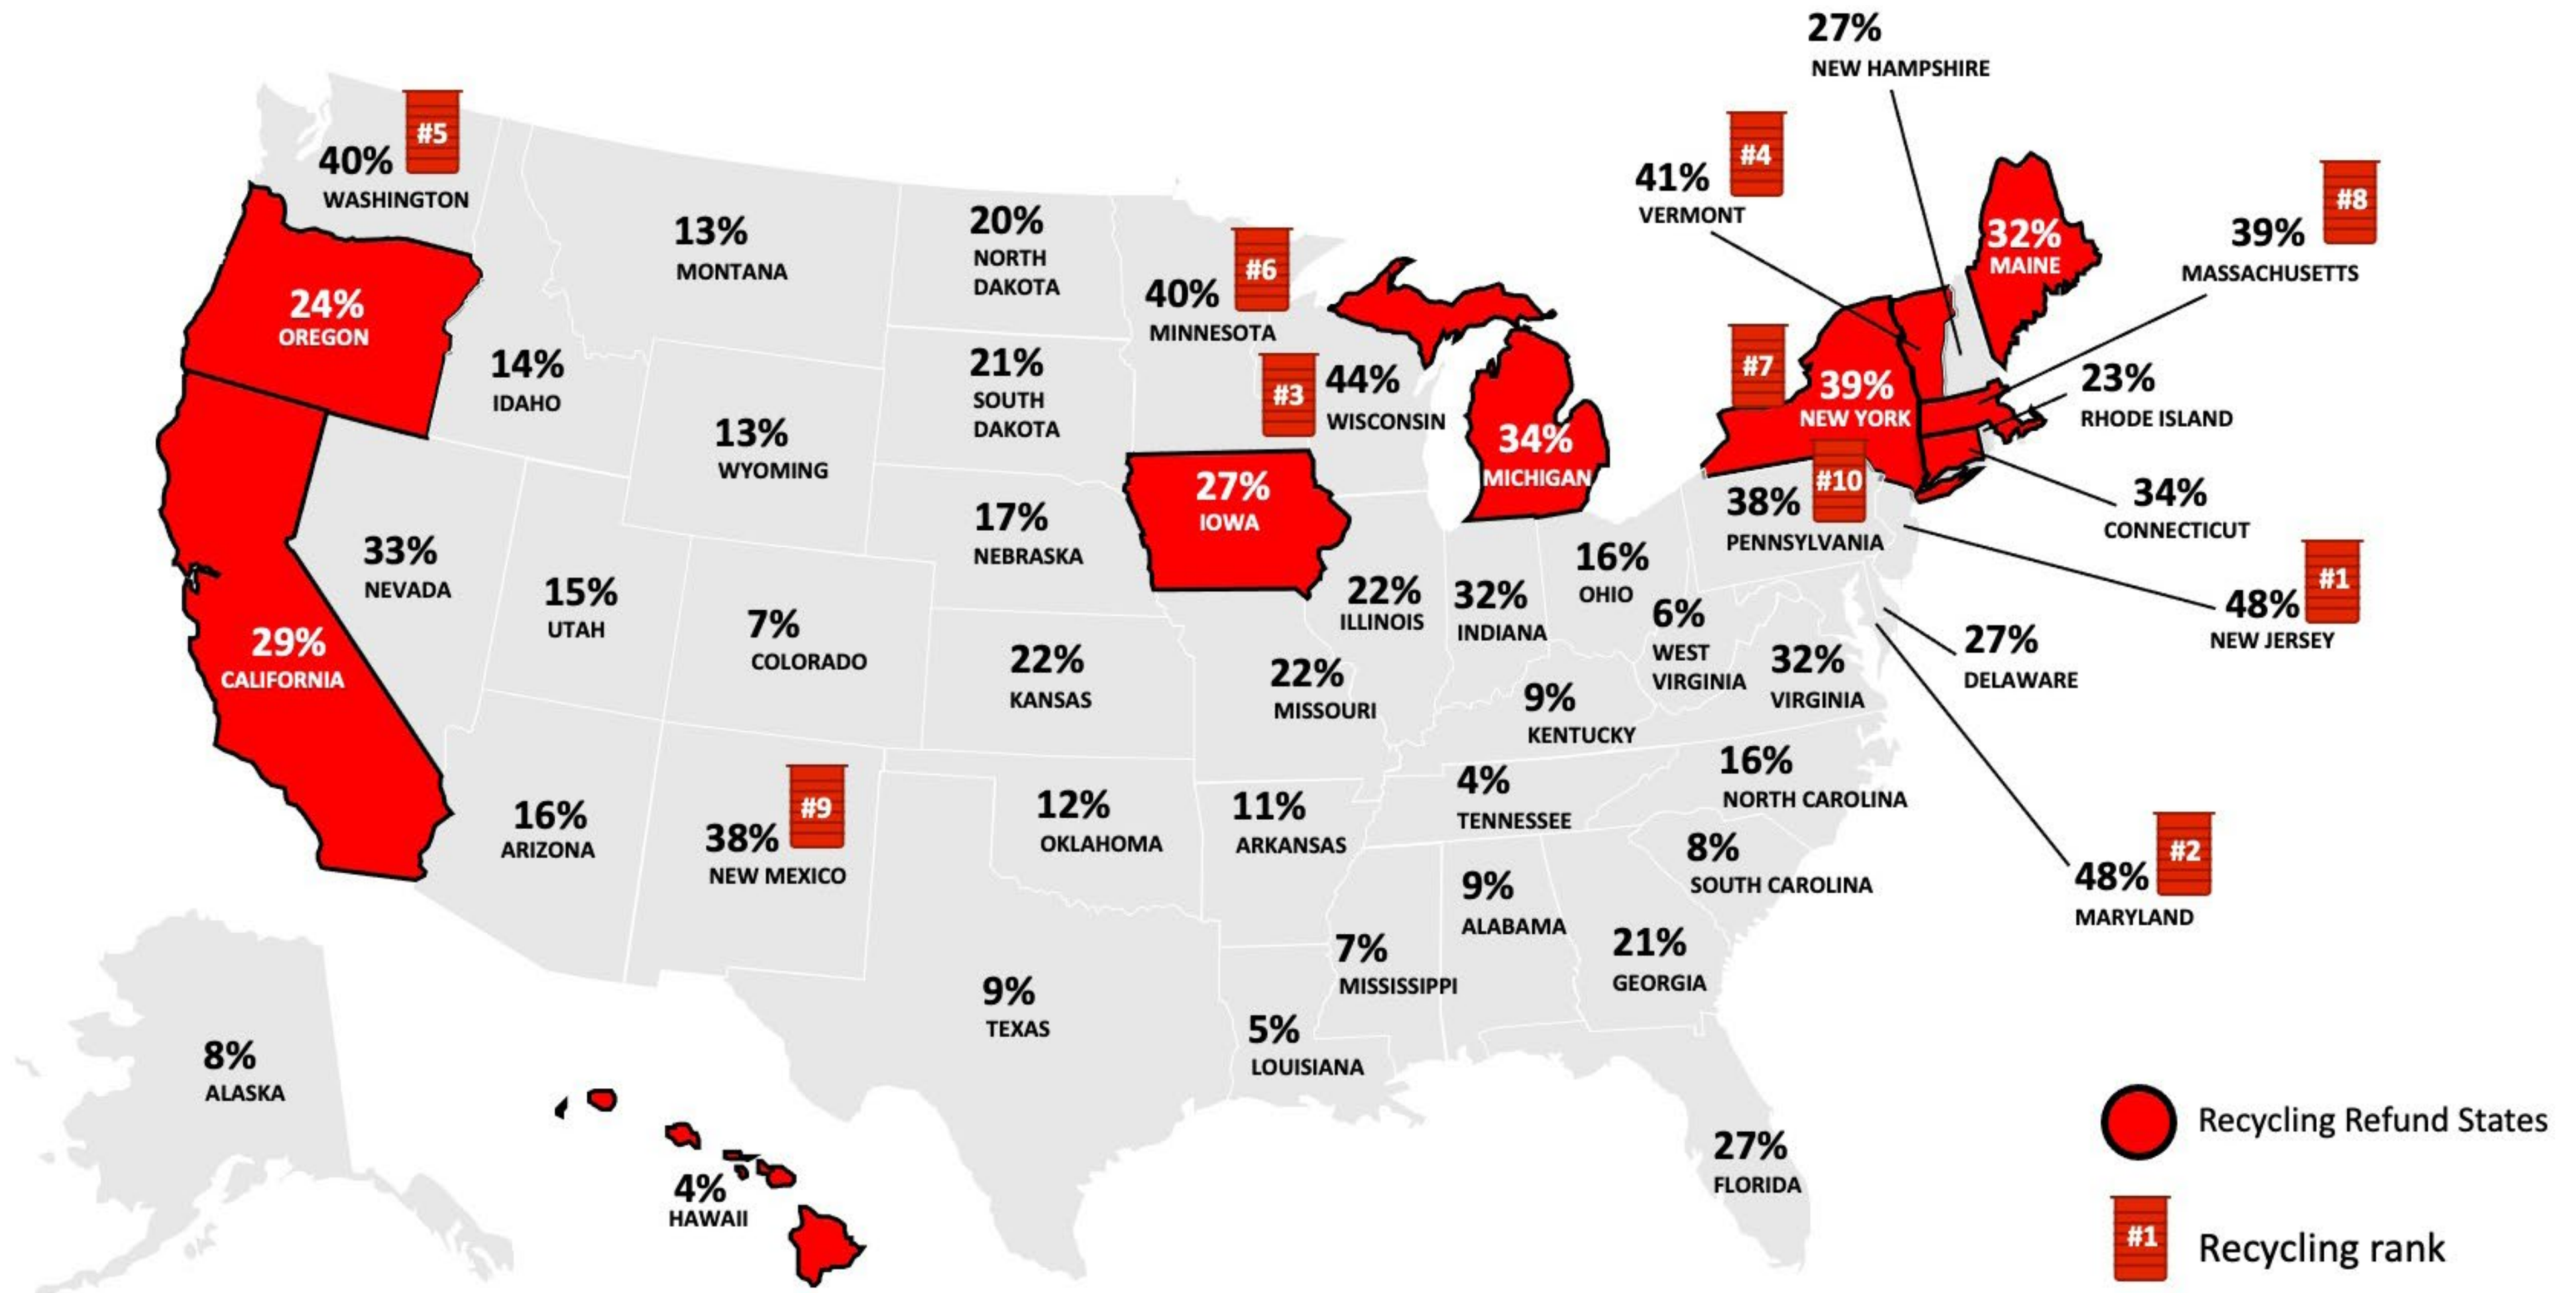 27%
NEW HAMPSHIRE
#5
40%
WASHINGTON
#4
41%
VERMONT
#8
39%
MASSACHUSETTS
32%
MAINE
13%
MONTANA
20%
NORTH
DAKOTA
#6
40%
MINNESOTA
24%
OREGON
14%
IDAHO
21%
SOUTH
DAKOTA
#3
44%
WISCONSIN
#7
39%
NEW YORK
23%
RHODE ISLAND
13%
WYOMING
34%
MICHIGAN
27%
IOWA
#10
38%
PENNSYLVANIA
34%
CONNECTICUT
17%
NEBRASKA
33%
NEVADA
16%
OHIO
#1
48%
NEW JERSEY
15%
UTAH
7%
COLORADO
22%
ILLINOIS
32%
INDIANA
6%
WEST
VIRGINIA
27%
DELAWARE
29%
CALIFORNIA
22%
KANSAS
22%
MISSOURI
9%
KENTUCKY
32%
VIRGINIA
16%
ARIZONA
#9
38%
NEW MEXICO
12%
OKLAHOMA
11%
ARKANSAS
4%
TENNESSEE
16%
NORTH CAROLINA
8%
SOUTH CAROLINA
#2
48%
MARYLAND
9%
ALABAMA
7%
MISSISSIPPI
21%
GEORGIA
9%
TEXAS
5%
LOUISIANA
8%
ALASKA
4%
HAWAII
27%
FLORIDA
Recycling Refund States
#1
Recycling rank